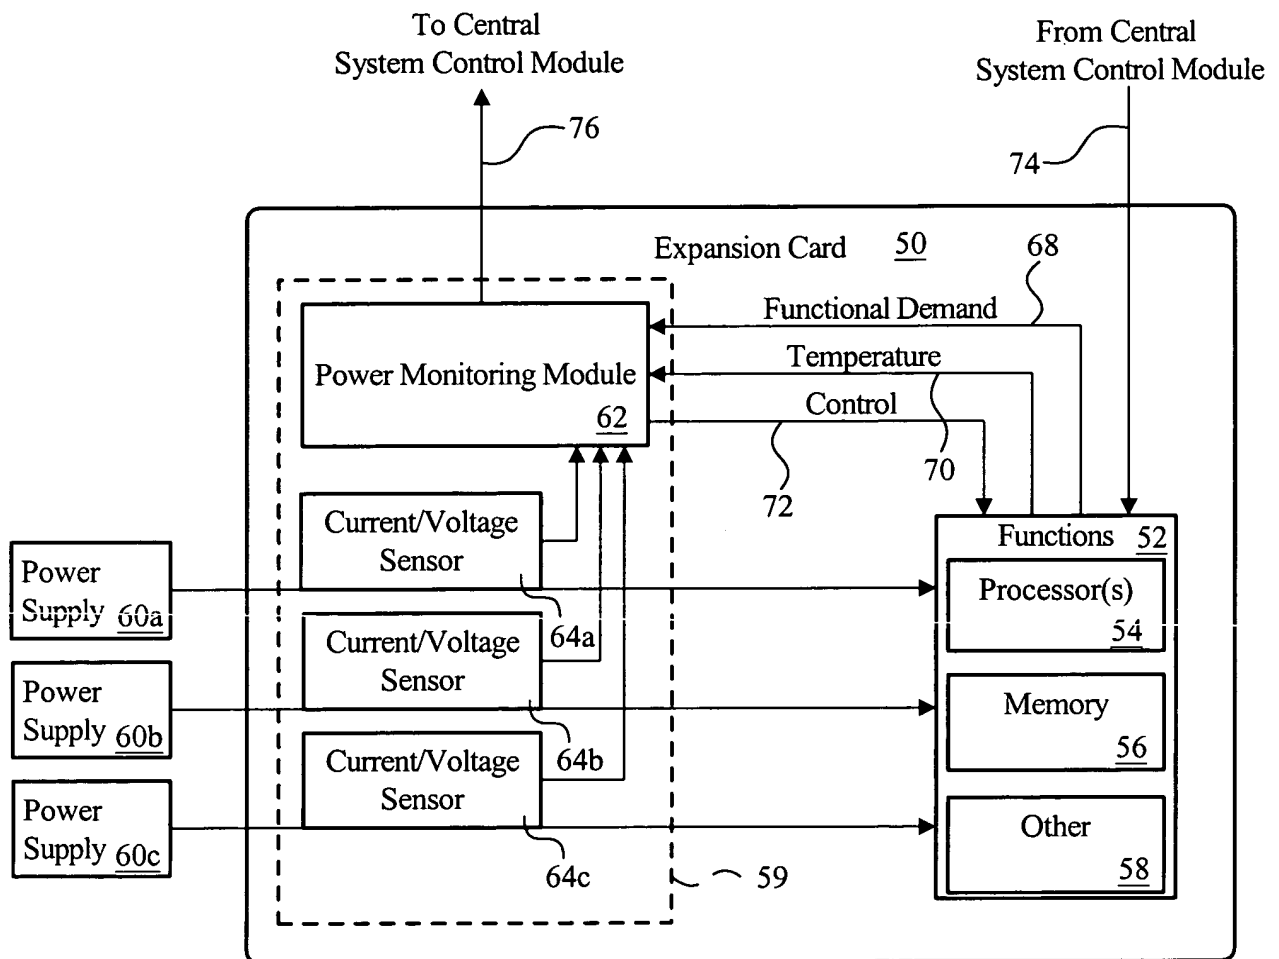 To Central
System Control Module
From Central
System Control Module
76
74
Expansion Card 50
68
Functional Demand
Temperature
Power Monitoring Module
62
Control
70
72
Current/Voltage
Sensor
64a
Functions 52
Processor(s)
54
Power
Supply 60a
Current/Voltage
Sensor
64b
Memory
56
Power
Supply 60b
Current/Voltage
Sensor
64c
Other
58
Power
Supply 60c
59